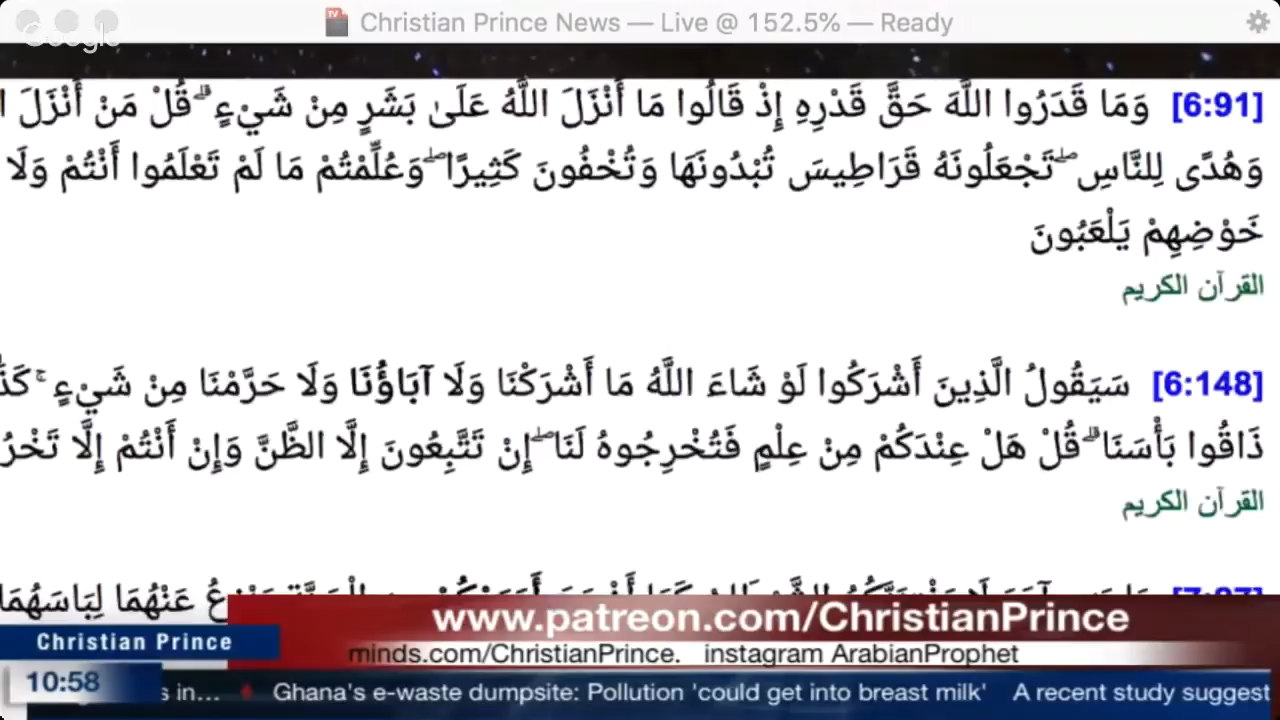 Christian Prince News — Live @ 152.5% — Ready
Google
[6:91] وَمَا قَدَرُوا اللَّهَ حَقَّ قَدْرِهِ إِذْ قَالُوا مَا أَنْزَلَ اللَّهُ عَلَىٰ بَشَرٍ مِنْ شَيْءٍ ۗ قُلْ مَنْ أَنْزَلَ
وَهُدًى لِلنَّاسِ ۖ تَجْعَلُونَهُ قَرَاطِيسَ تُبْدُونَهَا وَتُخْفُونَ كَثِيرًا ۖ وَعُلِّمْتُمْ مَا لَمْ تَعْلَمُوا أَنْتُمْ وَلَا
خَوْضِهِمْ يَلْعَبُونَ
القرآن الكريم
[6:148] سَيَقُولُ الَّذِينَ أَشْرَكُوا لَوْ شَاءَ اللَّهُ مَا أَشْرَكْنَا وَلَا آبَاؤُنَا وَلَا حَرَّمْنَا مِنْ شَيْءٍ ۚ
ذَاقُوا بَأْسَنَا ۗ قُلْ هَلْ عِنْدَكُمْ مِنْ عِلْمٍ فَتُخْرِجُوهُ لَنَا ۖ إِنْ تَتَّبِعُونَ إِلَّا الظَّنَّ وَإِنْ أَنْتُمْ إِلَّا
القرآن الكريم
عَنْهُمَا لِبَاسَهُمَا
www.patreon.com/ChristianPrince
Christian Prince
minds.com/ChristianPrince. instagram ArabianProphet
10:58 s in... Ghana's e-waste dumpsite: Pollution 'could get into breast milk' A recent study suggest